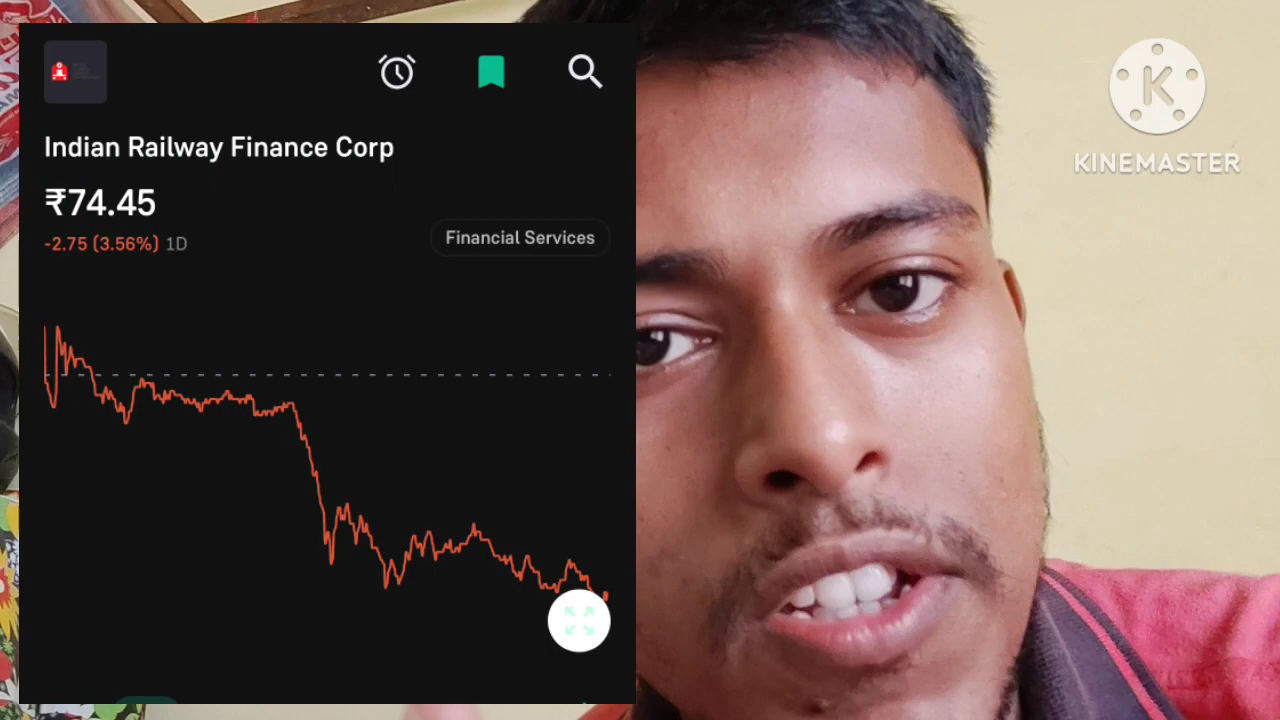 Indian Railway Finance Corp
₹74.45
-2.75 (3.56%) 1D
Financial Services
K
KINEMASTER